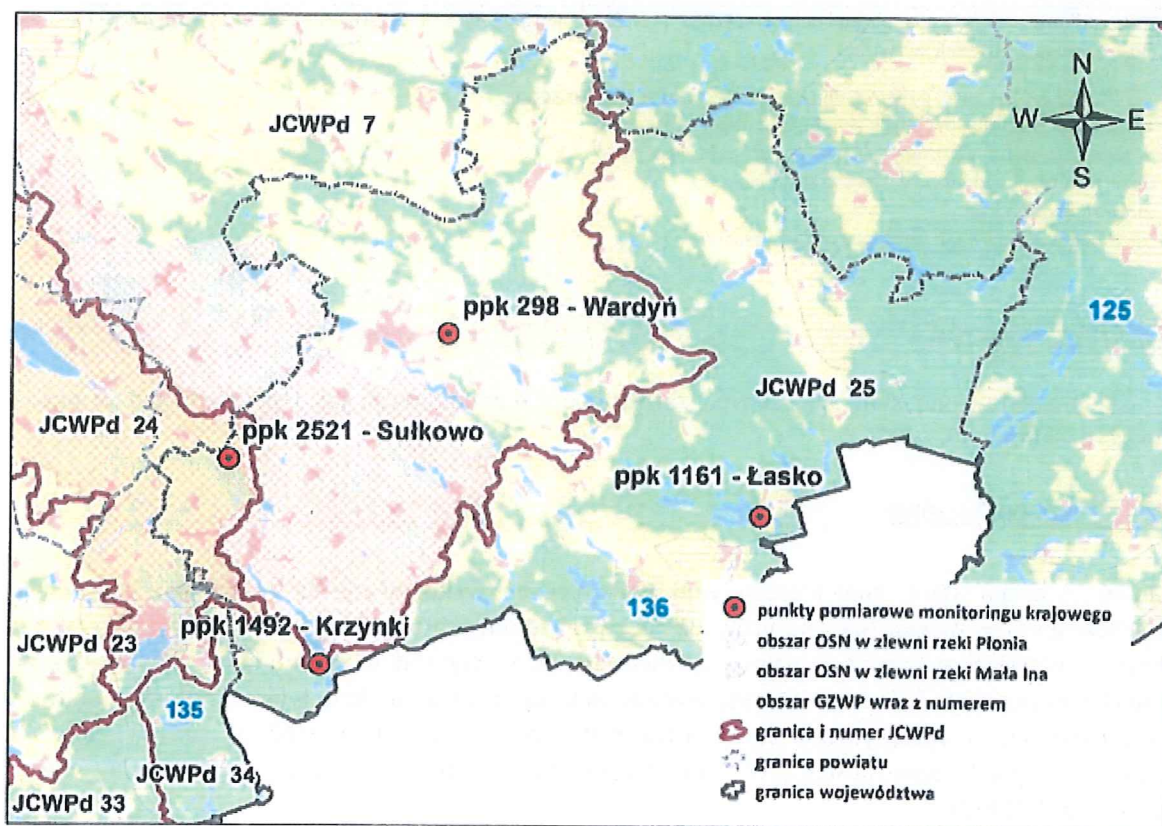 JCWPd 7
N
W E
S
ppk 298 - Wardyń
125
JCWPd 25
JCWPd 24
ppk 2521 - Sułkowo
ppk 1161 - Łasko
136
ppk 1492 - Krzynki
JCWPd 23
135
JCWPd 34
JCWPd 33
punkty pomiarowe monitoringu krajowego
obszar OSN w zlewni rzeki Płonia
obszar OSN w zlewni rzeki Mała Ina
obszar GZWP wraz z numerem
granica i numer JCWPd
granica powiatu
granica województwa